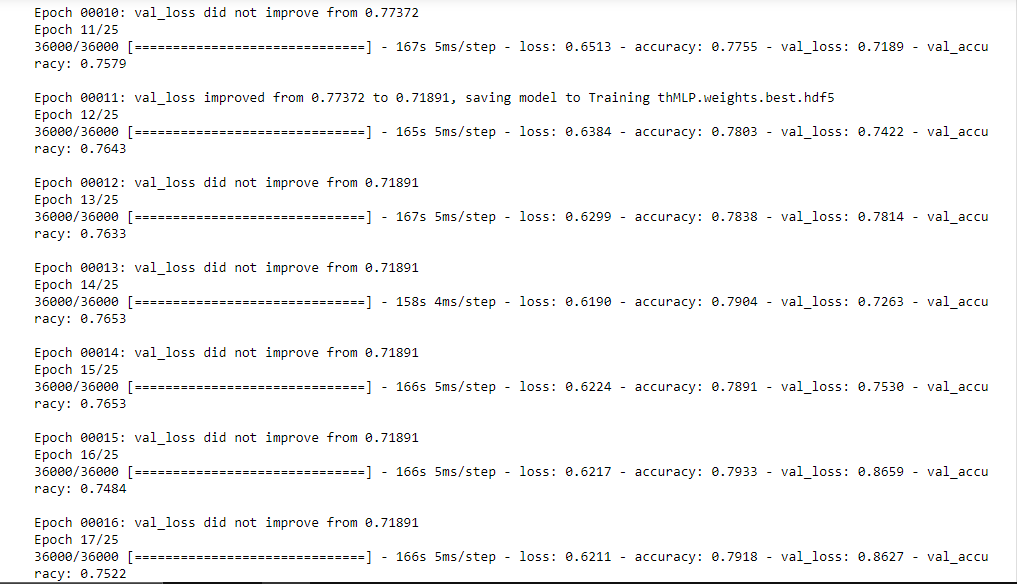 Epoch 00010: val_loss did not improve from 0.77372
Epoch 11/25
36000/36000 [==============================] - 167s 5ms/step - loss: 0.6513 - accuracy: 0.7755 - val_loss: 0.7189 - val_accu
racy: 0.7579
Epoch 00011: val_loss improved from 0.77372 to 0.71891, saving model to Training thMLP.weights.best.hdf5
Epoch 12/25
36000/36000 [==============================] - 165s 5ms/step - loss: 0.6384 - accuracy: 0.7803 - val_loss: 0.7422 - val_accu
racy: 0.7643
Epoch 00012: val_loss did not improve from 0.71891
Epoch 13/25
36000/36000 [==============================] - 167s 5ms/step - loss: 0.6299 - accuracy: 0.7838 - val_loss: 0.7814 - val_accu
racy: 0.7633
Epoch 00013: val_loss did not improve from 0.71891
Epoch 14/25
36000/36000 [==============================] - 158s 4ms/step - loss: 0.6190 - accuracy: 0.7904 - val_loss: 0.7263 - val_accu
racy: 0.7653
Epoch 00014: val_loss did not improve from 0.71891
Epoch 15/25
36000/36000 [==============================] - 166s 5ms/step - loss: 0.6224 - accuracy: 0.7891 - val_loss: 0.7530 - val_accu
racy: 0.7653
Epoch 00015: val_loss did not improve from 0.71891
Epoch 16/25
36000/36000 [==============================] - 166s 5ms/step - loss: 0.6217 - accuracy: 0.7933 - val_loss: 0.8659 - val_accu
racy: 0.7484
Epoch 00016: val_loss did not improve from 0.71891
Epoch 17/25
36000/36000 [==============================] - 166s 5ms/step - loss: 0.6211 - accuracy: 0.7918 - val_loss: 0.8627 - val_accu
racy: 0.7522